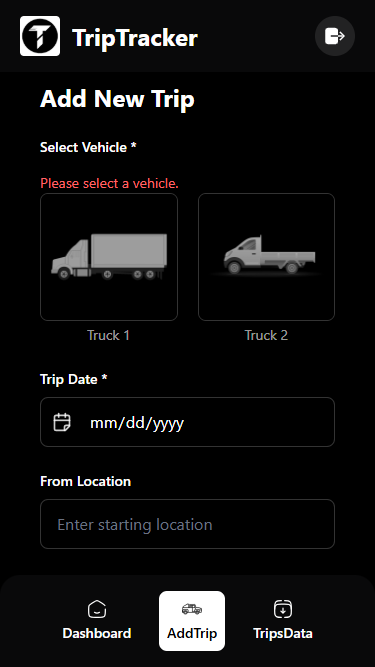 TripTracker
Add New Trip
Select Vehicle *
Please select a vehicle.
Truck 1 Truck 2
Trip Date *
mm/dd/yyyy
From Location
Enter starting location
Dashboard AddTrip TripsData